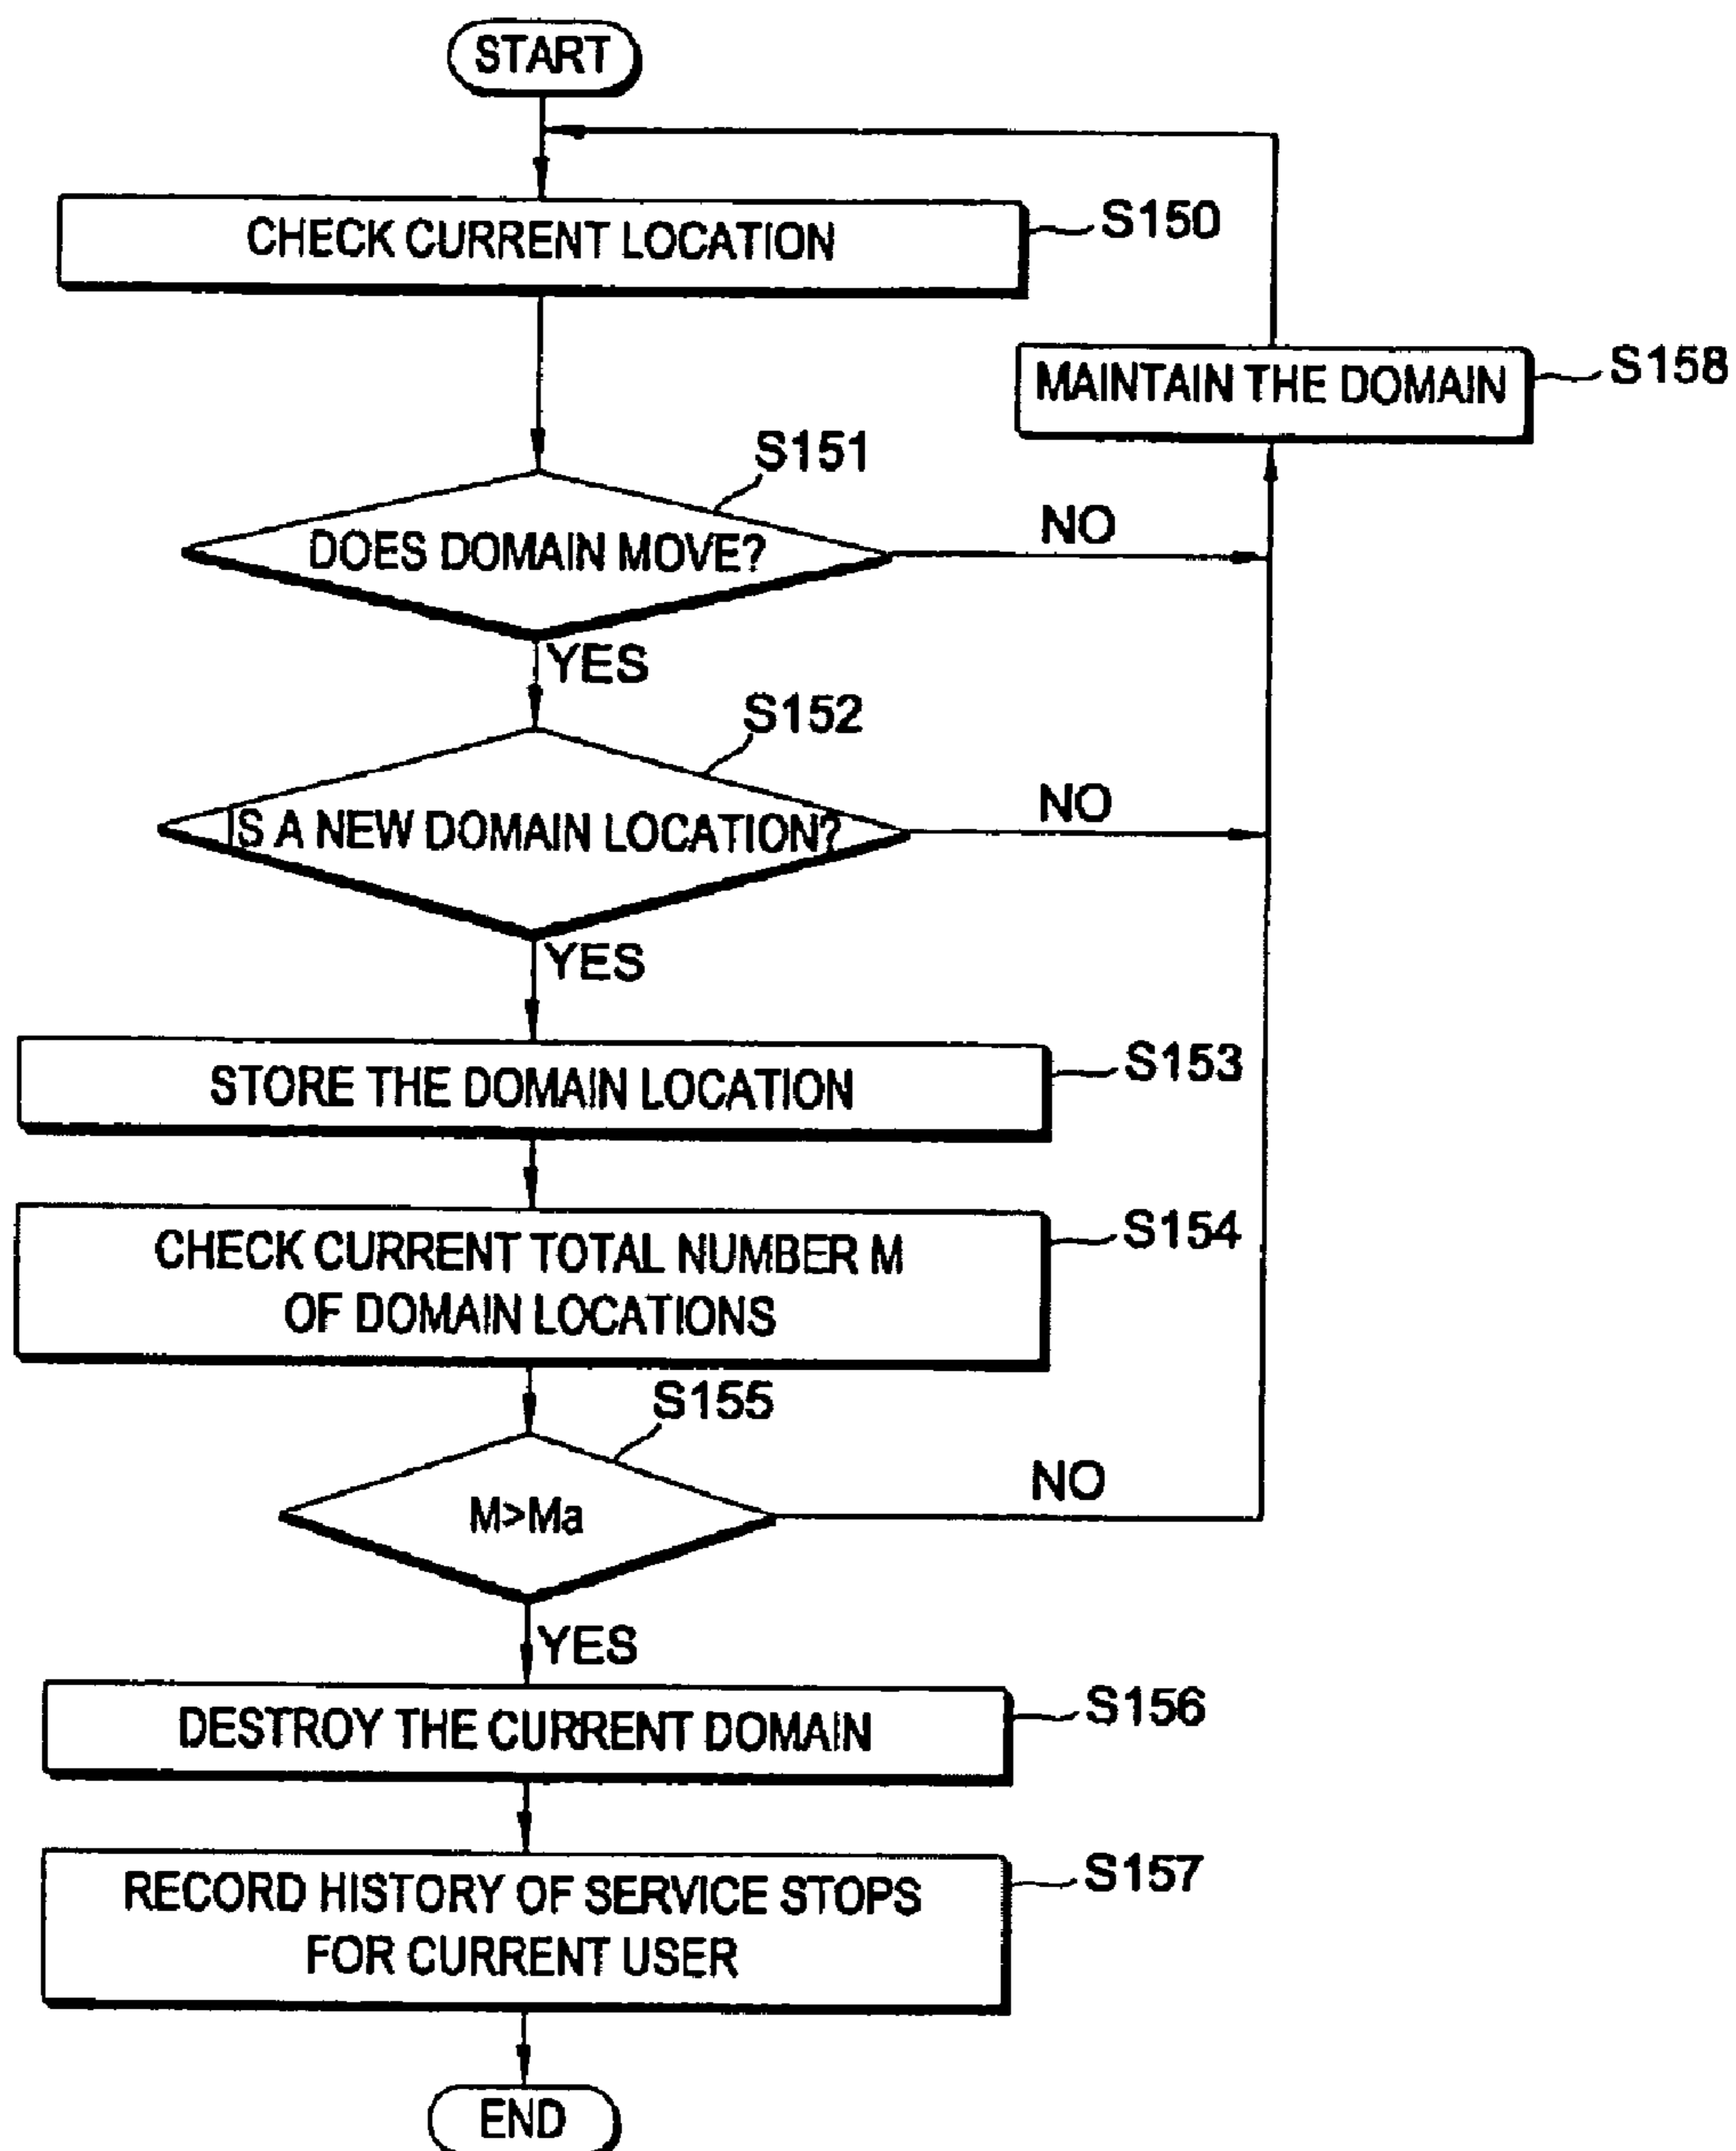 START
CHECK CURRENT LOCATION
S150
MAINTAIN THE DOMAIN
S158
S151
DOES DOMAIN MOVE?
NO
YES
S152
IS A NEW DOMAIN LOCATION?
NO
YES
STORE THE DOMAIN LOCATION
S153
CHECK CURRENT TOTAL NUMBER M
OF DOMAIN LOCATIONS
S154
S155
M>Ma
NO
YES
DESTROY THE CURRENT DOMAIN
S156
RECORD HISTORY OF SERVICE STOPS
FOR CURRENT USER
S157
END